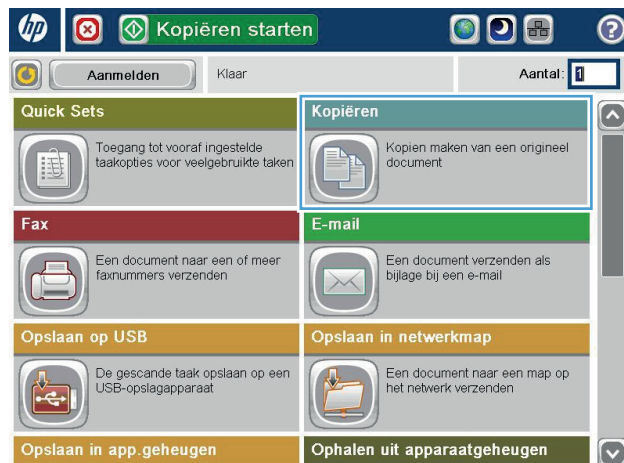 hp Kopiëren starten ?
Aanmelden Klaar Aantal: 1
Quick Sets
Toegang tot vooraf ingestelde
taakopties voor veelgebruikte taken
Kopiëren
Kopien maken van een origineel
document
Fax
Een document naar een of meer
faxnummers verzenden
E-mail
Een document verzenden als
bijlage bij een e-mail
Opslaan op USB
De gescande taak opslaan op een
USB-opslagapparaat
Opslaan in netwerkmap
Een document naar een map op
het netwerk verzenden
Opslaan in app.geheugen
Ophalen uit apparaatgeheugen